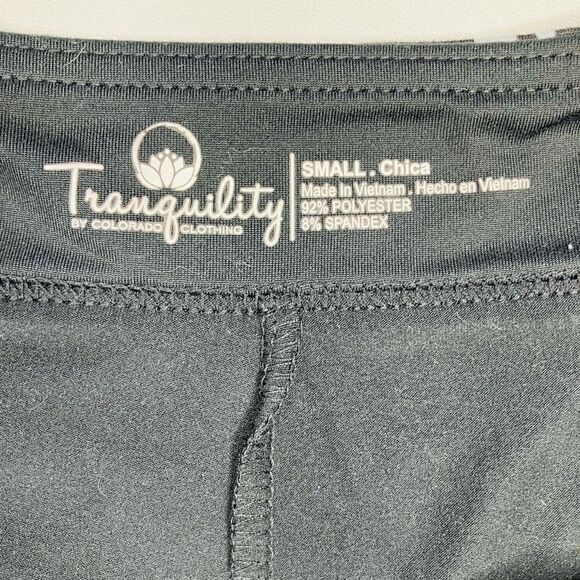 Tranquility
BY COLORADO CLOTHING
SMALL . Chica
Made In Vietnam . Hecho en Vietnam
92% POLYESTER
8% SPANDEX